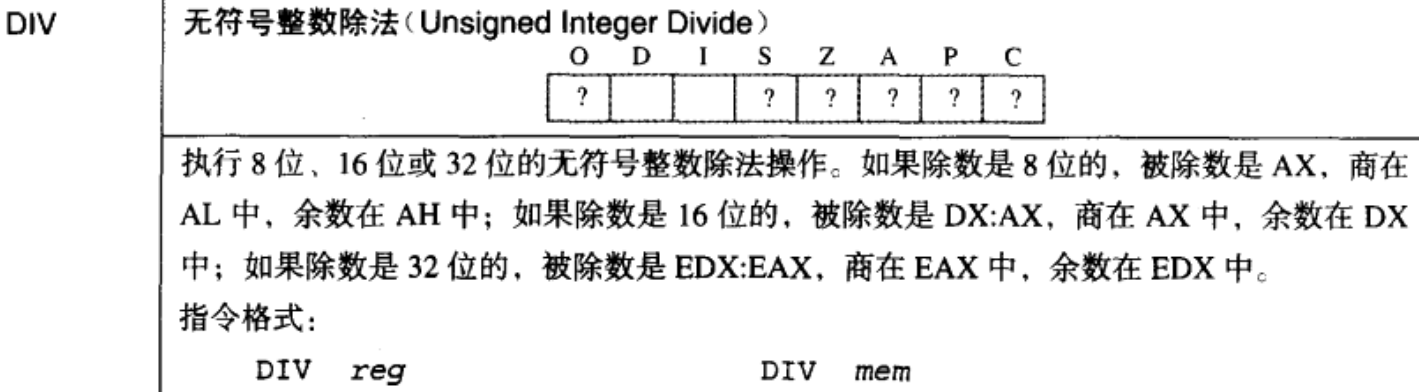 DIV 无符号整数除法(Unsigned Integer Divide)
O D I S Z A P C
? ? ? ? ? ?
执行 8 位、16 位或 32 位的无符号整数除法操作。如果除数是 8 位的，被除数是 AX，商在
AL 中，余数在 AH 中；如果除数是 16 位的，被除数是 DX:AX，商在 AX 中，余数在 DX
中；如果除数是 32 位的，被除数是 EDX:EAX，商在 EAX 中，余数在 EDX 中。
指令格式：
DIV reg DIV mem